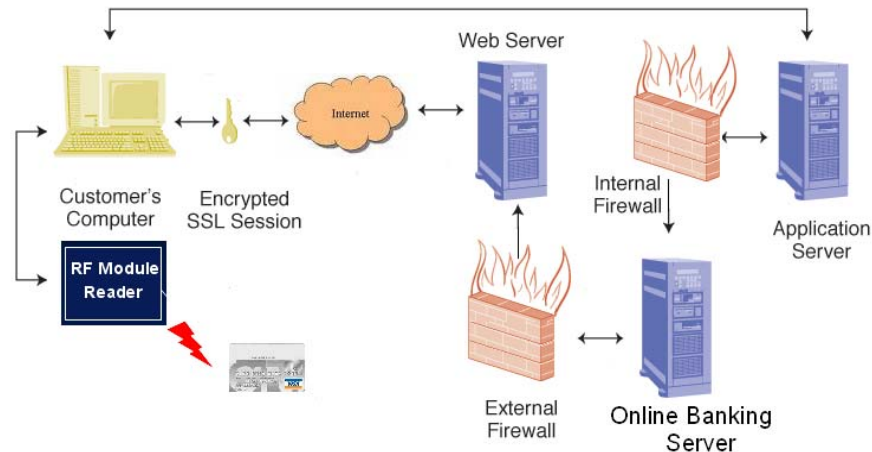 Web Server
Internet
Customer's
Computer
Encrypted
SSL Session
Internal
Firewall
Application
Server
RF Module
Reader
External
Firewall
Online Banking
Server